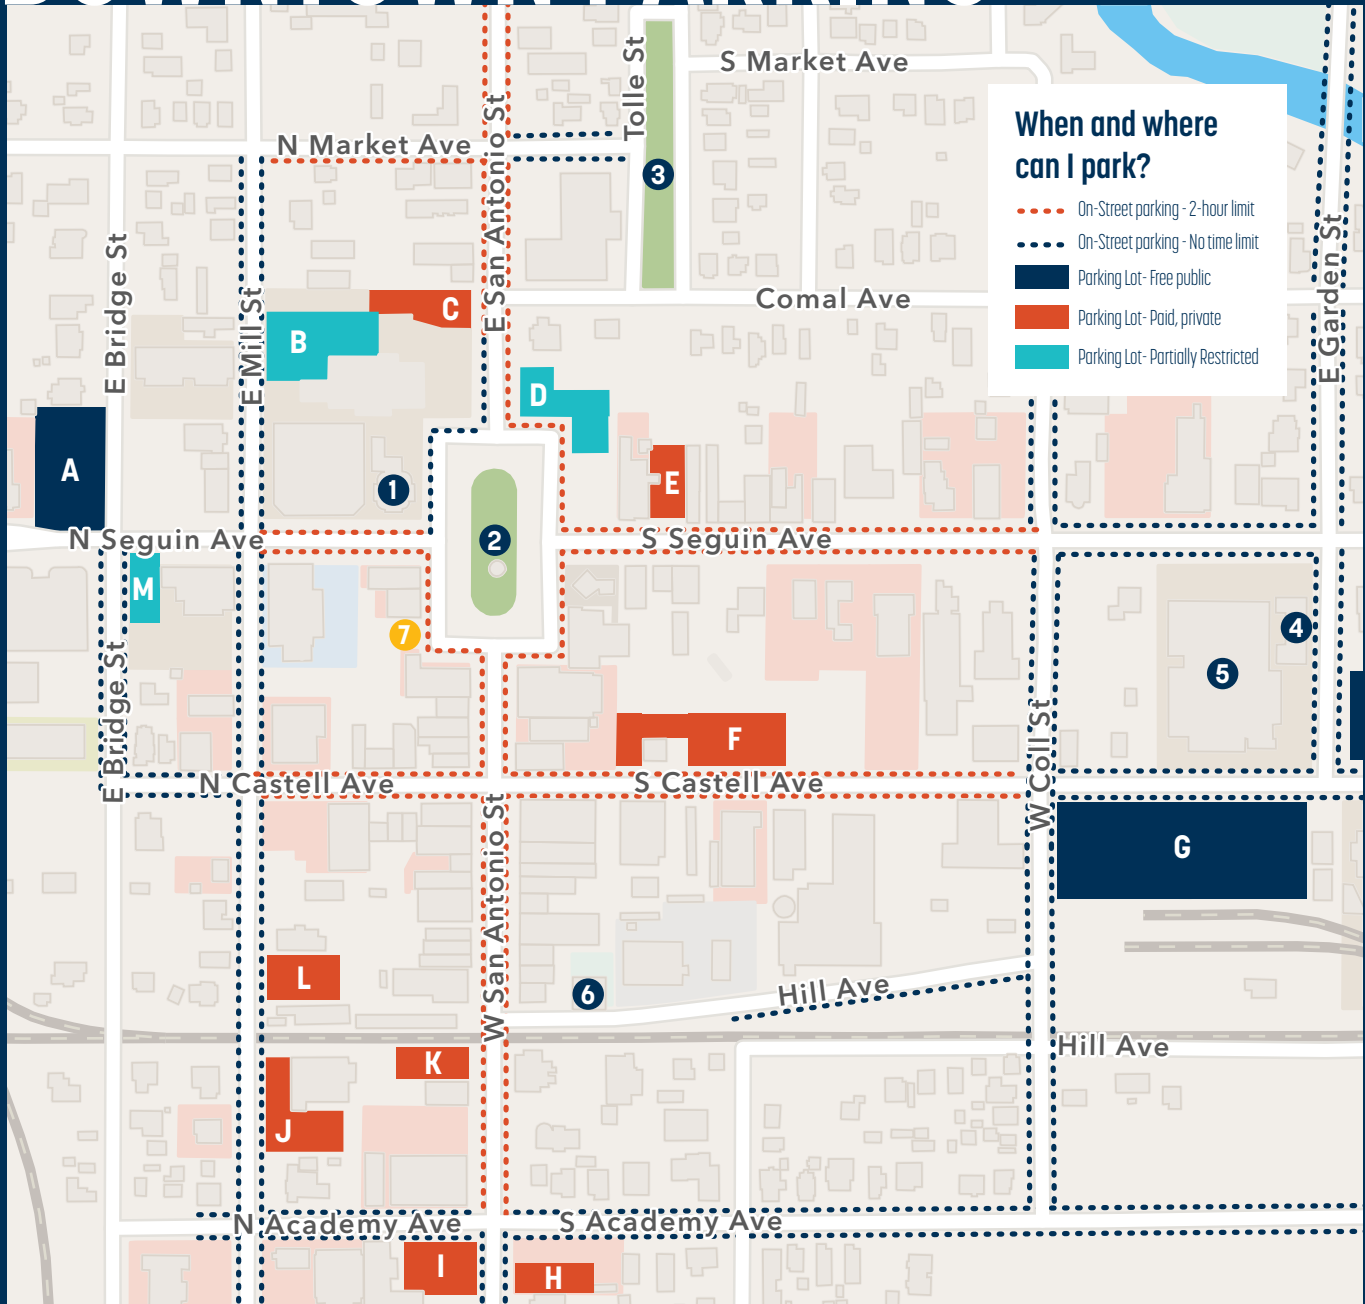 DOWNTOWN PARKING
S Market Ave
Tolle St
When and where
can I park?
On-Street parking - 2-hour limit
On-Street parking - No time limit
Parking Lot- Free public
Parking Lot- Paid, private
Parking Lot- Partially Restricted
N Market Ave
E San Antonio St
3
E Bridge St
E Mill St
Comal Ave
E Garden St
C
B
D
A
1
E
N Seguin Ave
2
S Seguin Ave
M
7
4
5
E Bridge St
W Coll St
F
N Castell Ave
S Castell Ave
G
W San Antonio St
L
6
Hill Ave
Hill Ave
K
J
N Academy Ave
S Academy Ave
I
H